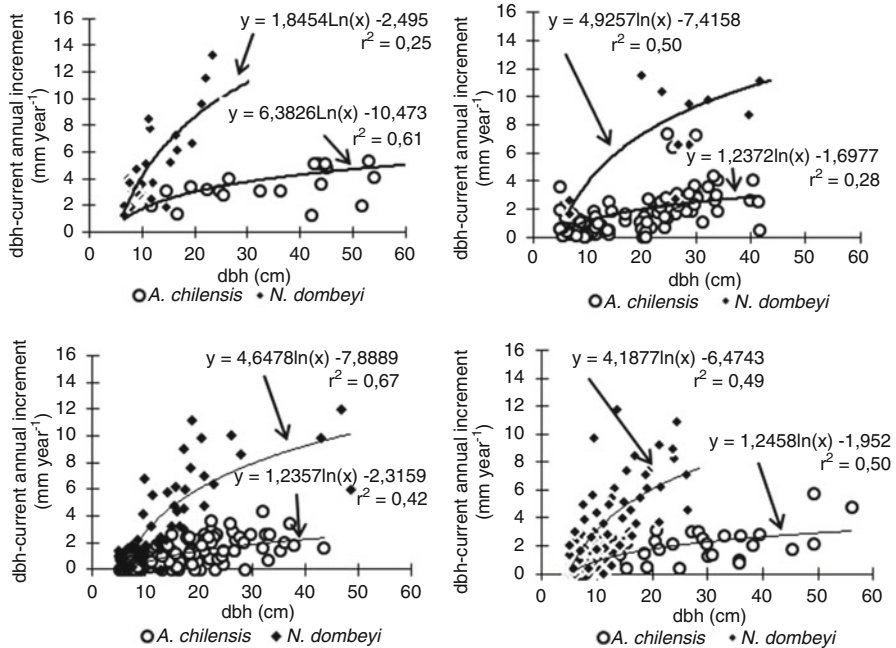 y = 1,8454Ln(x) -2,495
r² = 0,25
y = 6,3826Ln(x) -10,473
r² = 0,61
dbh-current annual increment
(mm year⁻¹)
16
14
12
10
8
6
4
2
0
0 10 20 30 40 50 60
dbh (cm)
A. chilensis N. dombeyi
y = 4,9257ln(x) -7,4158
r² = 0,50
y = 1,2372ln(x) -1,6977
r² = 0,28
dbh-current annual increment
(mm year⁻¹)
16
14
12
10
8
6
4
2
0
0 10 20 30 40 50 60
dbh (cm)
A. chilensis N. dombeyi
y = 4,6478ln(x) -7,8889
r² = 0,67
y = 1,2357ln(x) -2,3159
r² = 0,42
dbh-current annual increment
(mm year⁻¹)
16
14
12
10
8
6
4
2
0
0 10 20 30 40 50 60
dbh (cm)
A. chilensis N. dombeyi
y = 4,1877ln(x) -6,4743
r² = 0,49
y = 1,2458ln(x) -1,952
r² = 0,50
dbh-current annual increment
(mm year⁻¹)
16
14
12
10
8
6
4
2
0
0 10 20 30 40 50 60
dbh (cm)
A. chilensis N. dombeyi